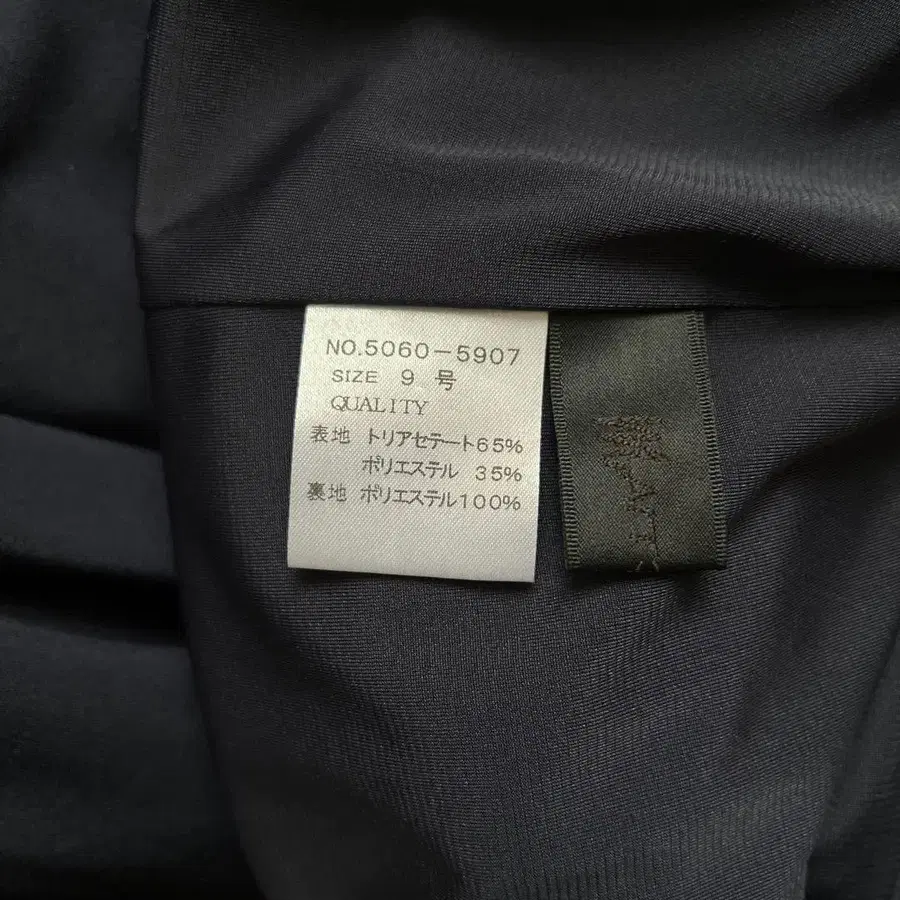 NO.5060-5907
SIZE 9 号
QUALITY
表地 トリアセテート65%
ポリエステル 35%
裏地 ポリエステル100%